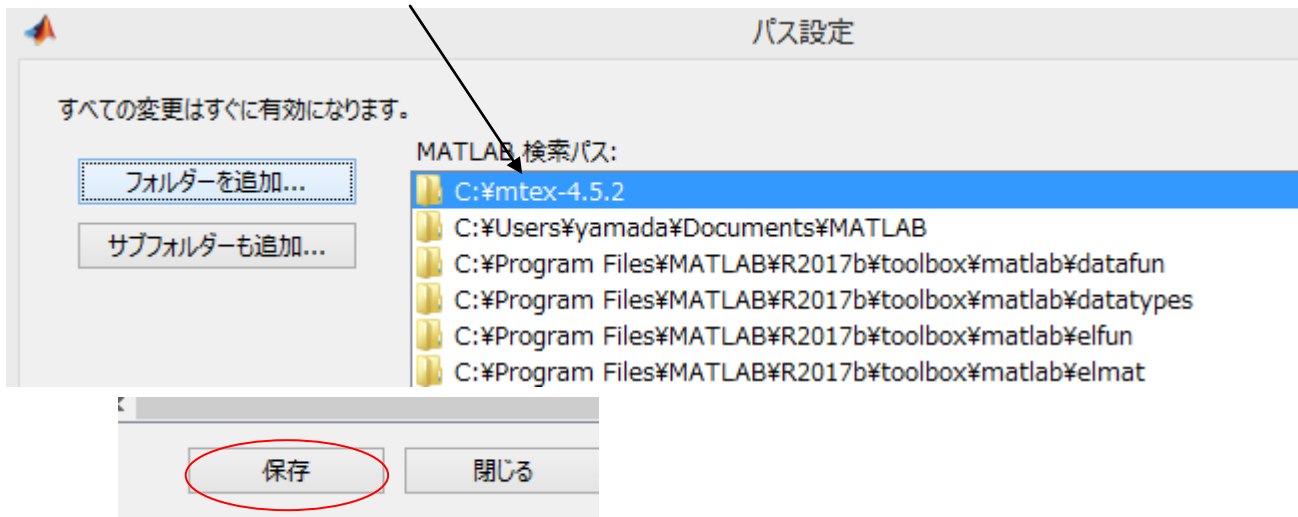 パス設定
すべての変更はすぐに有効になります。
MATLAB 検索パス:
フォルダーを追加...
サブフォルダーも追加...
C:¥mtex-4.5.2
C:¥Users¥yamada¥Documents¥MATLAB
C:¥Program Files¥MATLAB¥R2017b¥toolbox¥matlab¥datafun
C:¥Program Files¥MATLAB¥R2017b¥toolbox¥matlab¥datatypes
C:¥Program Files¥MATLAB¥R2017b¥toolbox¥matlab¥elfun
C:¥Program Files¥MATLAB¥R2017b¥toolbox¥matlab¥elmat
保存
閉じる